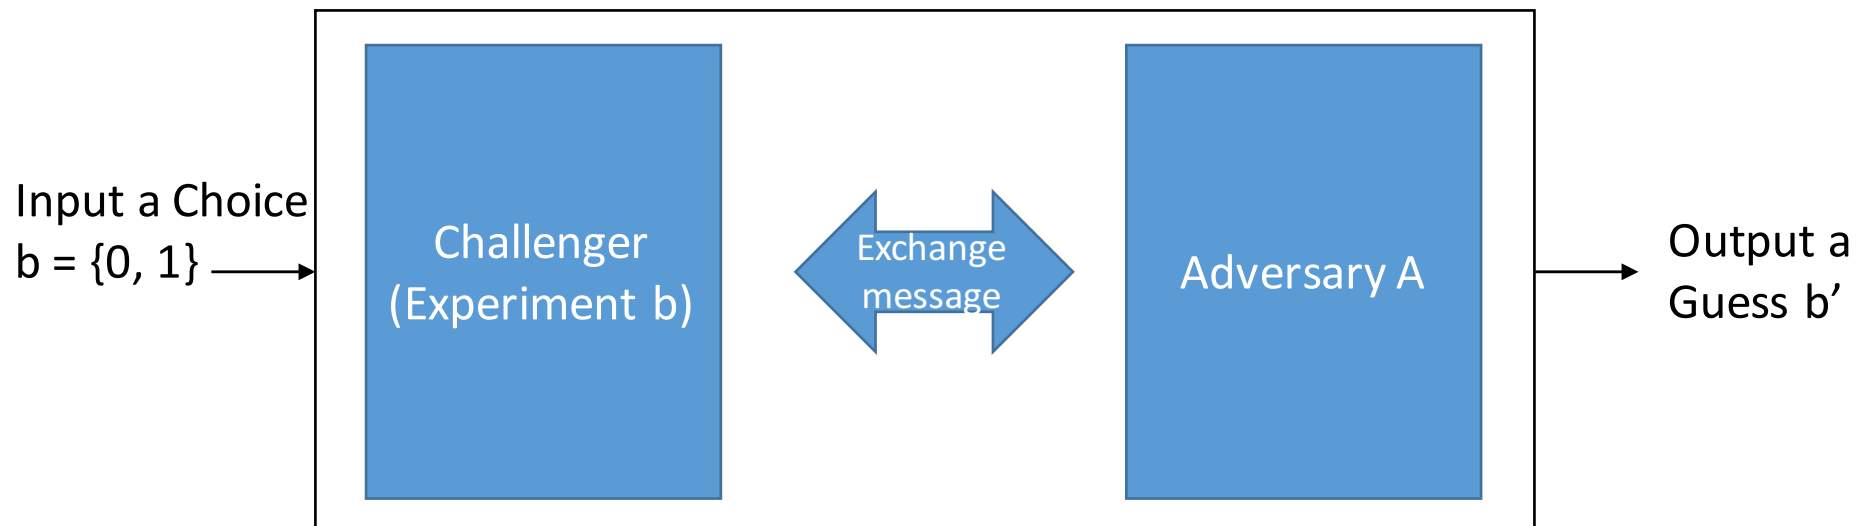 Input a Choice
b = {0, 1}
Challenger
(Experiment b)
Exchange
message
Adversary A
Output a
Guess b’